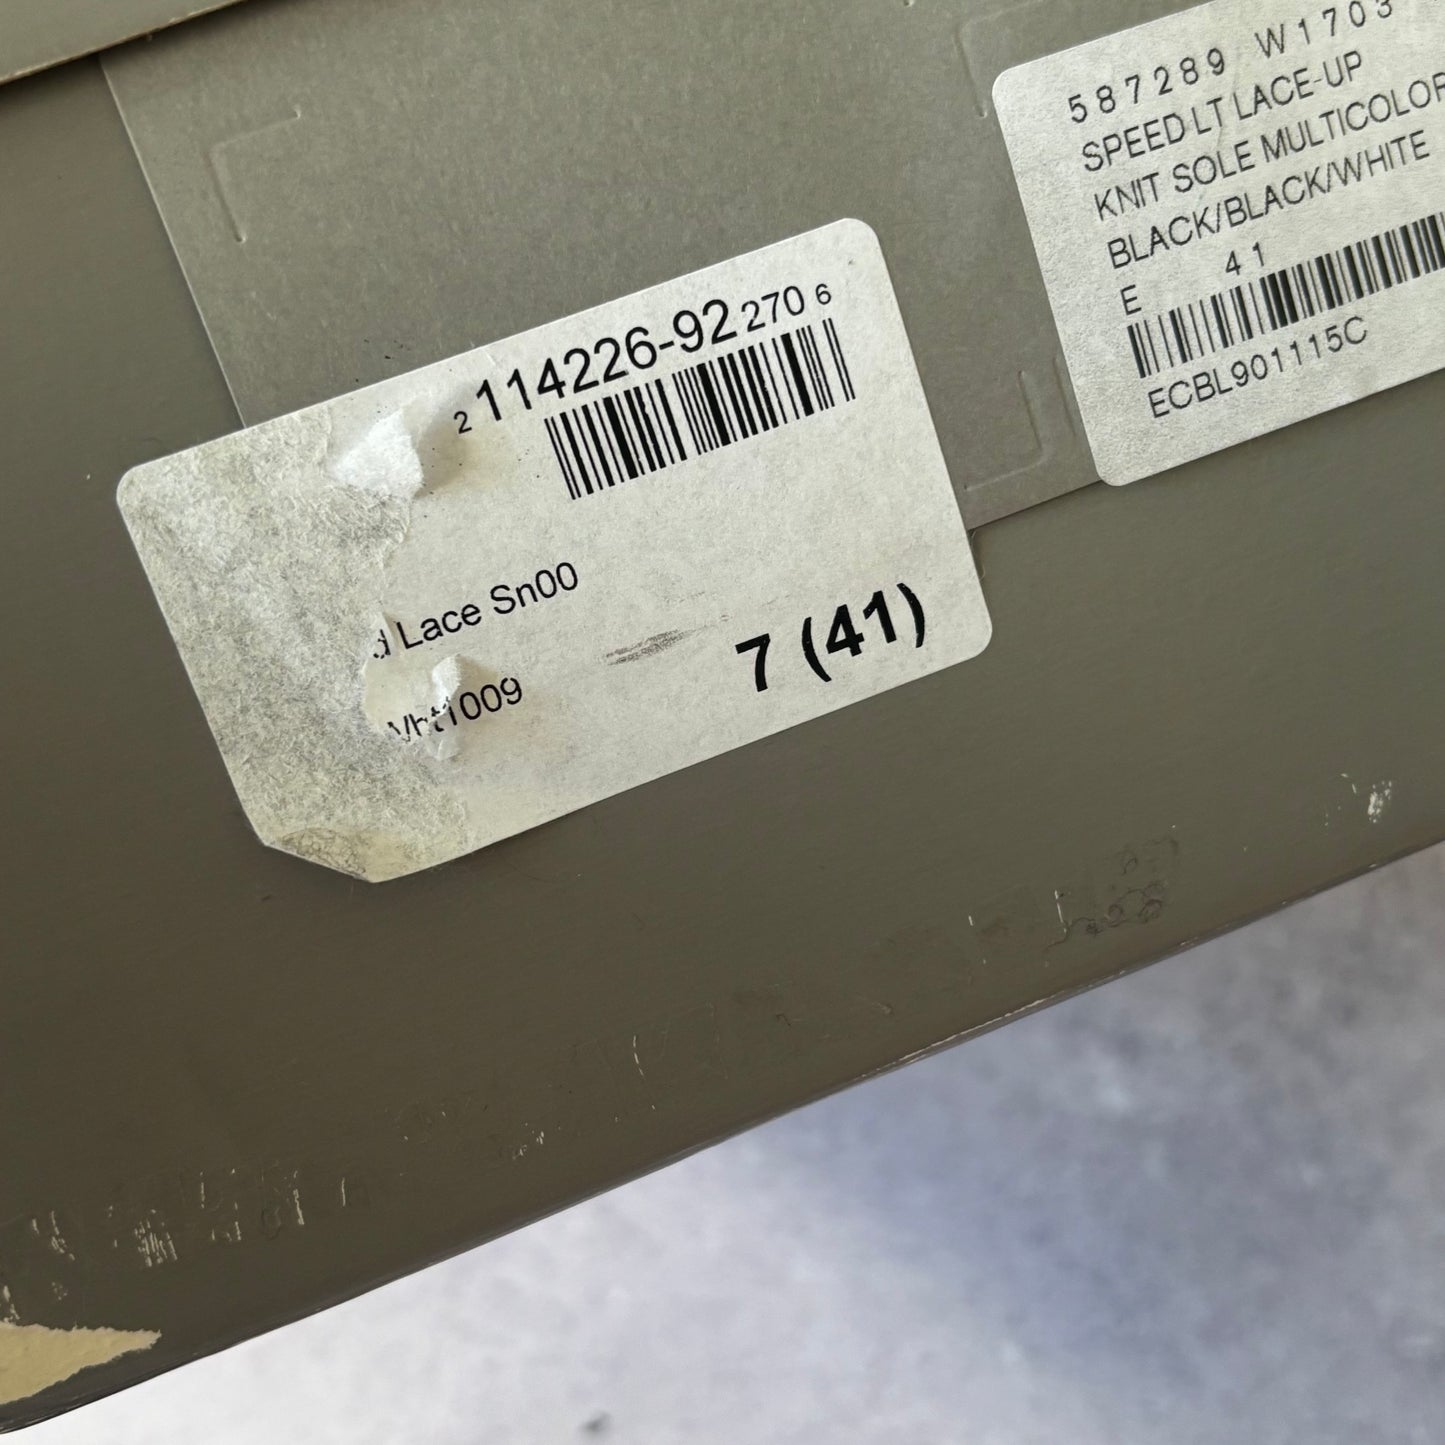 2 114226-92 270 6
Lace Sn00
1009
7 (41)
587289 W1703
SPEED LT LACE-UP
KNIT SOLE MULTICOLOR
BLACK/BLACK/WHITE
E 41
ECBL901115C